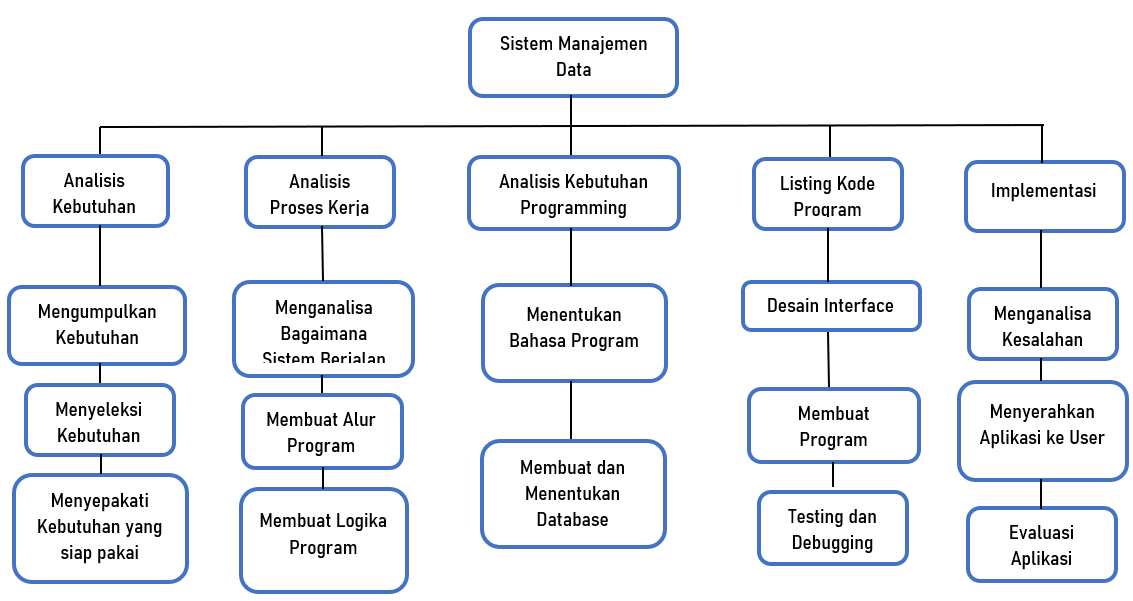 Sistem Manajemen
Data
Analisis
Kebutuhan
Mengumpulkan
Kebutuhan
Menyeleksi
Kebutuhan
Menyepakati
Kebutuhan yang
siap pakai
Analisis
Proses Kerja
Menganalisa
Bagaimana
Sistem Berjalan
Membuat Alur
Program
Membuat Logika
Program
Analisis Kebutuhan
Programming
Menentukan
Bahasa Program
Membuat dan
Menentukan
Database
Listing Kode
Program
Desain Interface
Membuat
Program
Testing dan
Debugging
Implementasi
Menganalisa
Kesalahan
Menyerahkan
Aplikasi ke User
Evaluasi
Aplikasi